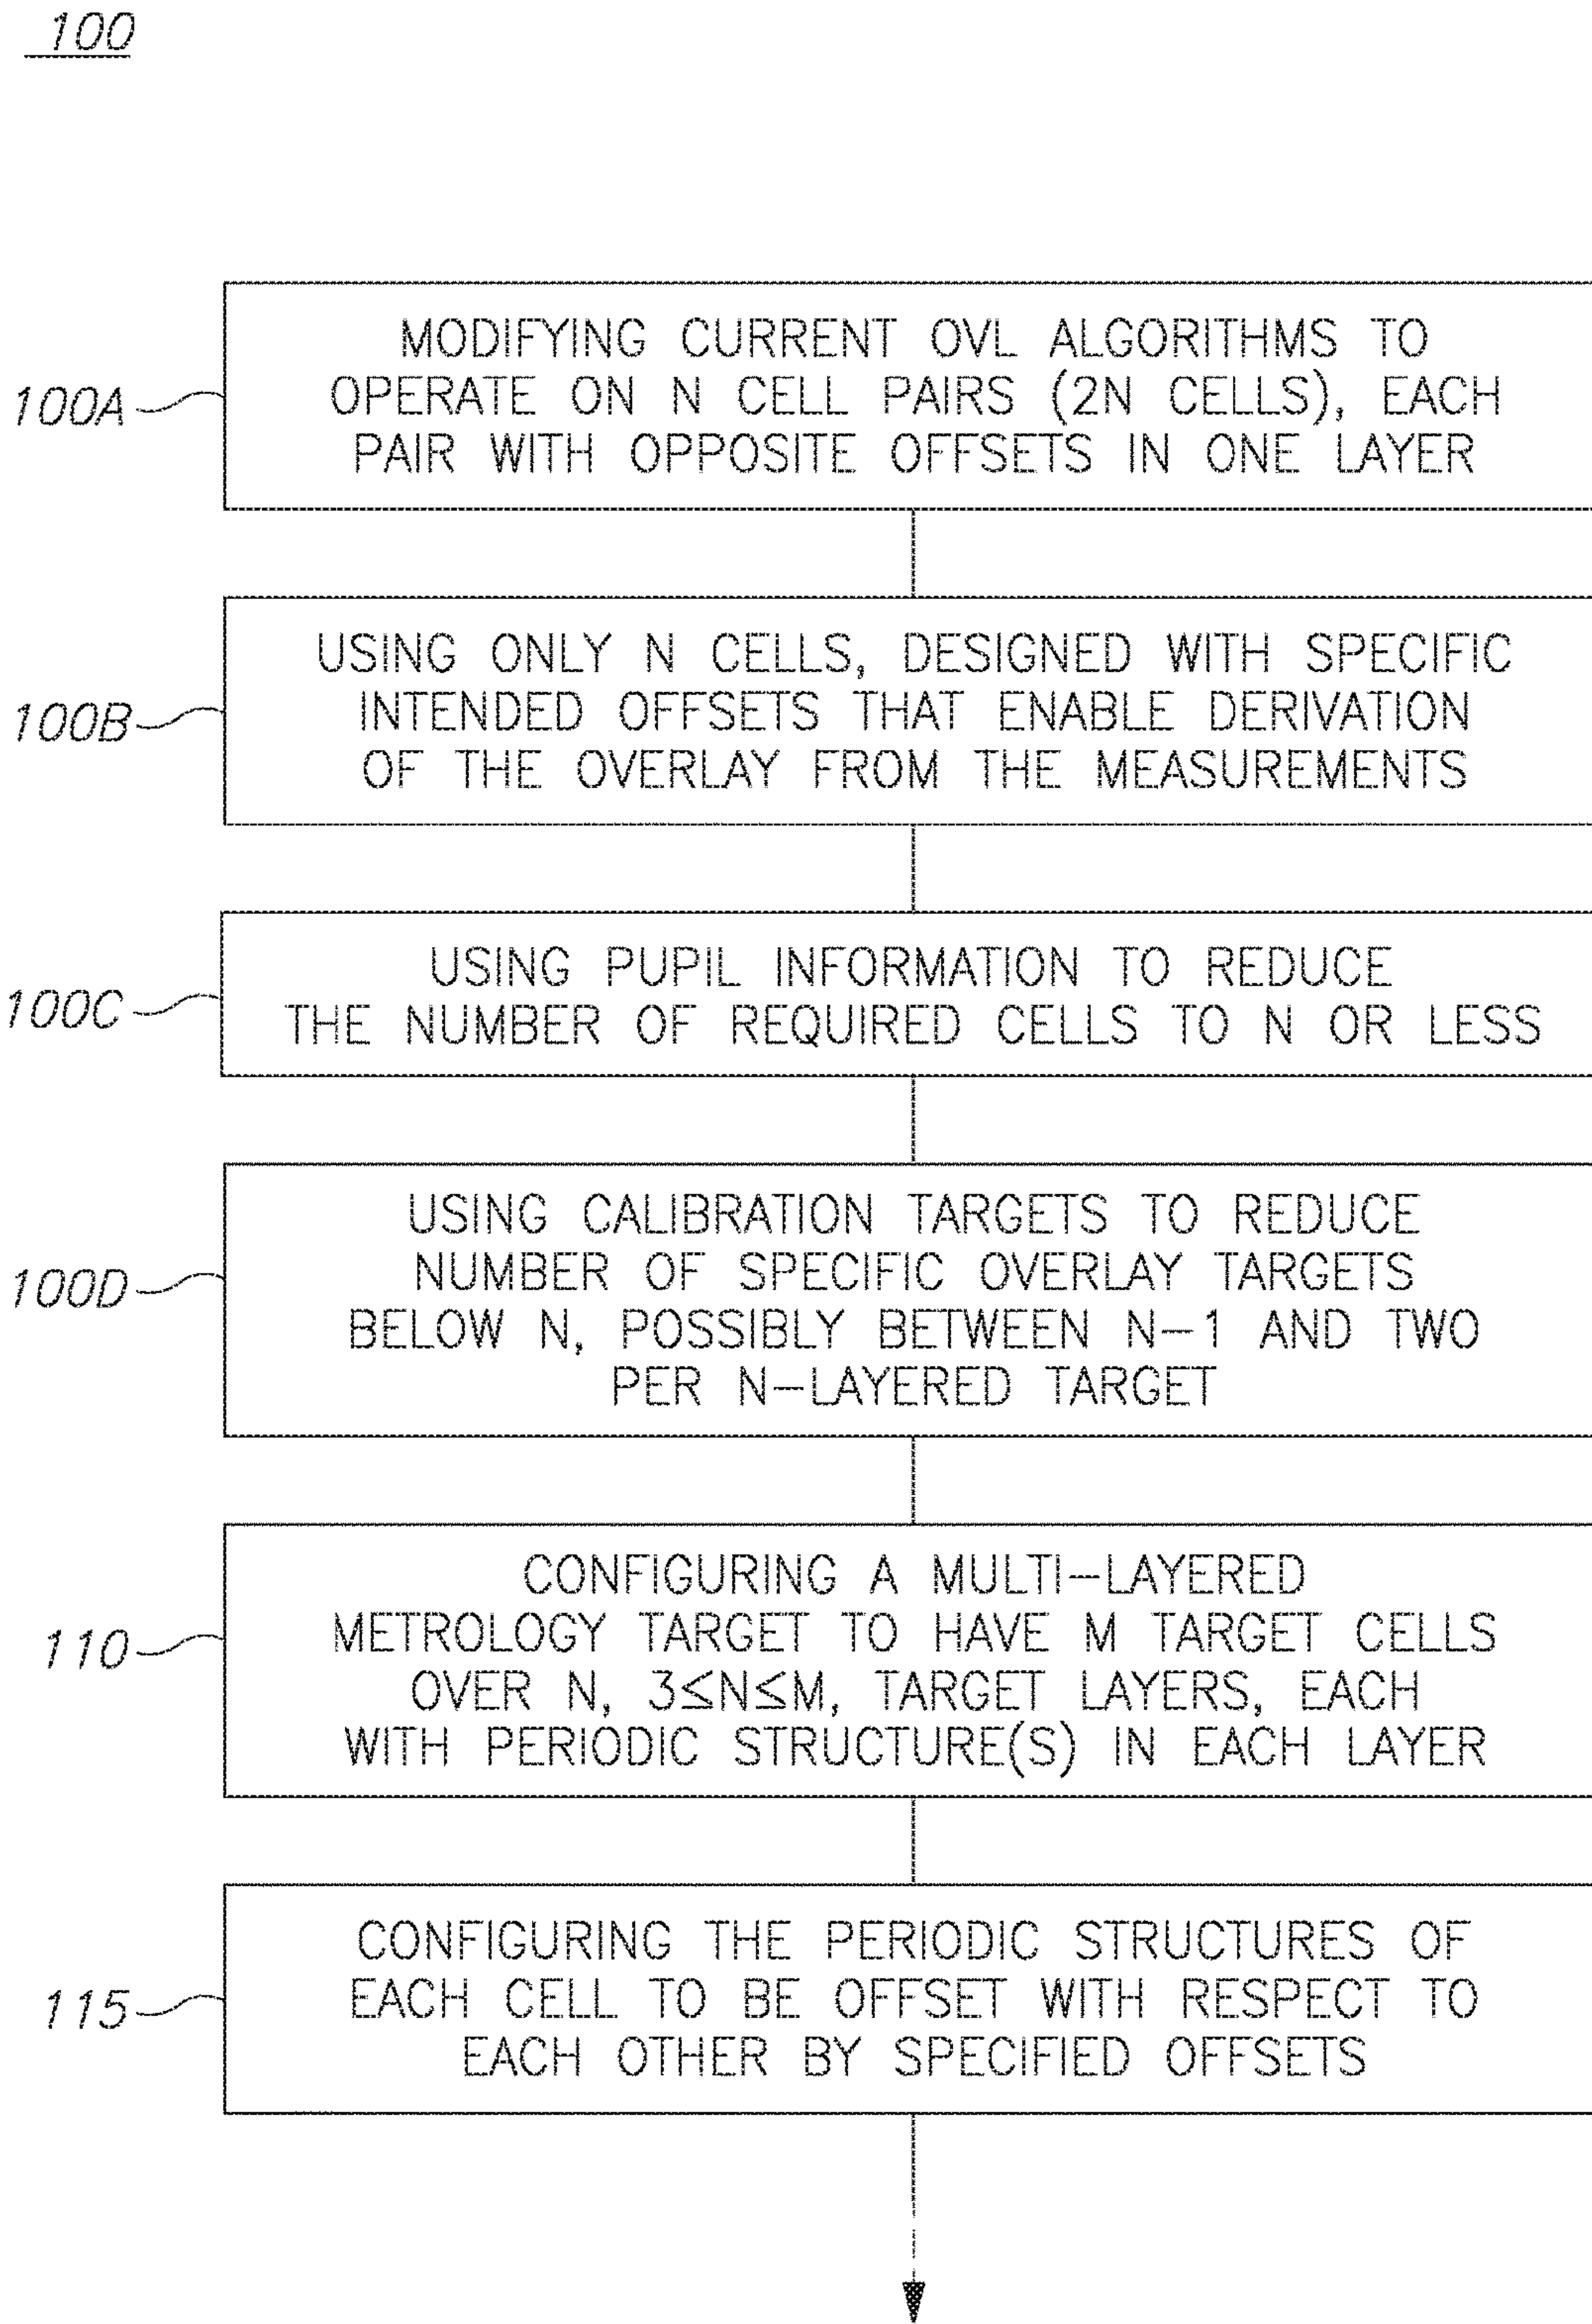 100
100A
MODIFYING CURRENT OVL ALGORITHMS TO
OPERATE ON N CELL PAIRS (2N CELLS), EACH
PAIR WITH OPPOSITE OFFSETS IN ONE LAYER
100B
USING ONLY N CELLS, DESIGNED WITH SPECIFIC
INTENDED OFFSETS THAT ENABLE DERIVATION
OF THE OVERLAY FROM THE MEASUREMENTS
100C
USING PUPIL INFORMATION TO REDUCE
THE NUMBER OF REQUIRED CELLS TO N OR LESS
100D
USING CALIBRATION TARGETS TO REDUCE
NUMBER OF SPECIFIC OVERLAY TARGETS
BELOW N, POSSIBLY BETWEEN N-1 AND TWO
PER N-LAYERED TARGET
110
CONFIGURING A MULTI-LAYERED
METROLOGY TARGET TO HAVE M TARGET CELLS
OVER N, 3≤N≤M, TARGET LAYERS, EACH
WITH PERIODIC STRUCTURE(S) IN EACH LAYER
115
CONFIGURING THE PERIODIC STRUCTURES OF
EACH CELL TO BE OFFSET WITH RESPECT TO
EACH OTHER BY SPECIFIED OFFSETS